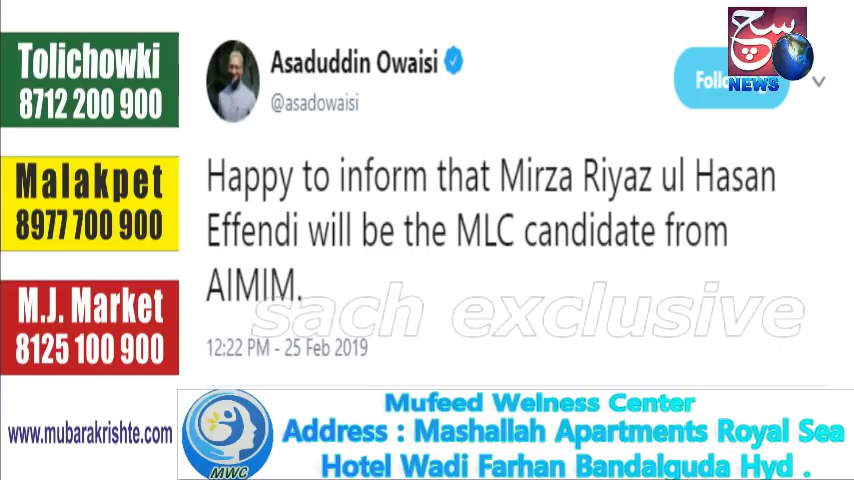 Tolichowki
8712 200 900
Malakpet
8977 700 900
M.J. Market
8125 100 900
www.mubarakrishte.com
Asaduddin Owaisi
@asadowaisi
سچ
NEWS
Happy to inform that Mirza Riyaz ul Hasan
Effendi will be the MLC candidate from
AIMIM.
sach exclusive
12:22 PM - 25 Feb 2019
MWC
Mufeed Welness Center
Address : Mashallah Apartments Royal Sea
Hotel Wadi Farhan Bandalguda Hyd .